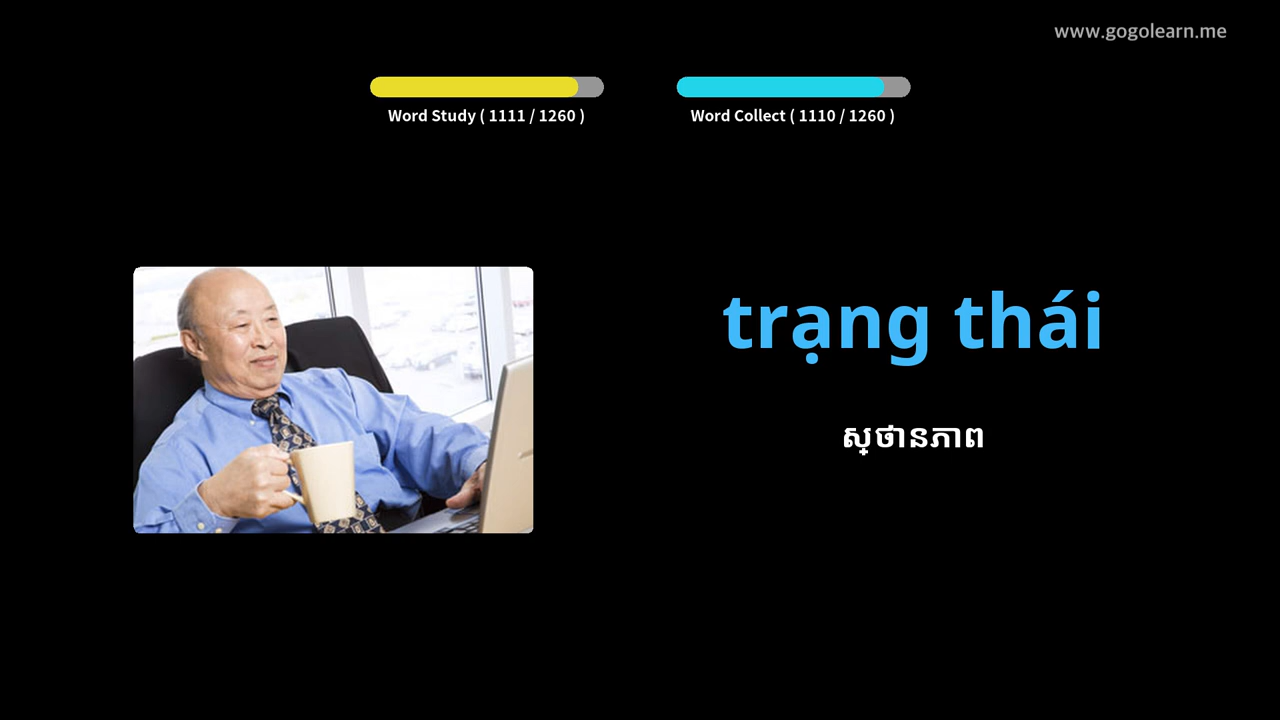 www.gogolearn.me
Word Study ( 1111 / 1260 )
Word Collect ( 1110 / 1260 )
trạng thái
ស្ថានភាព